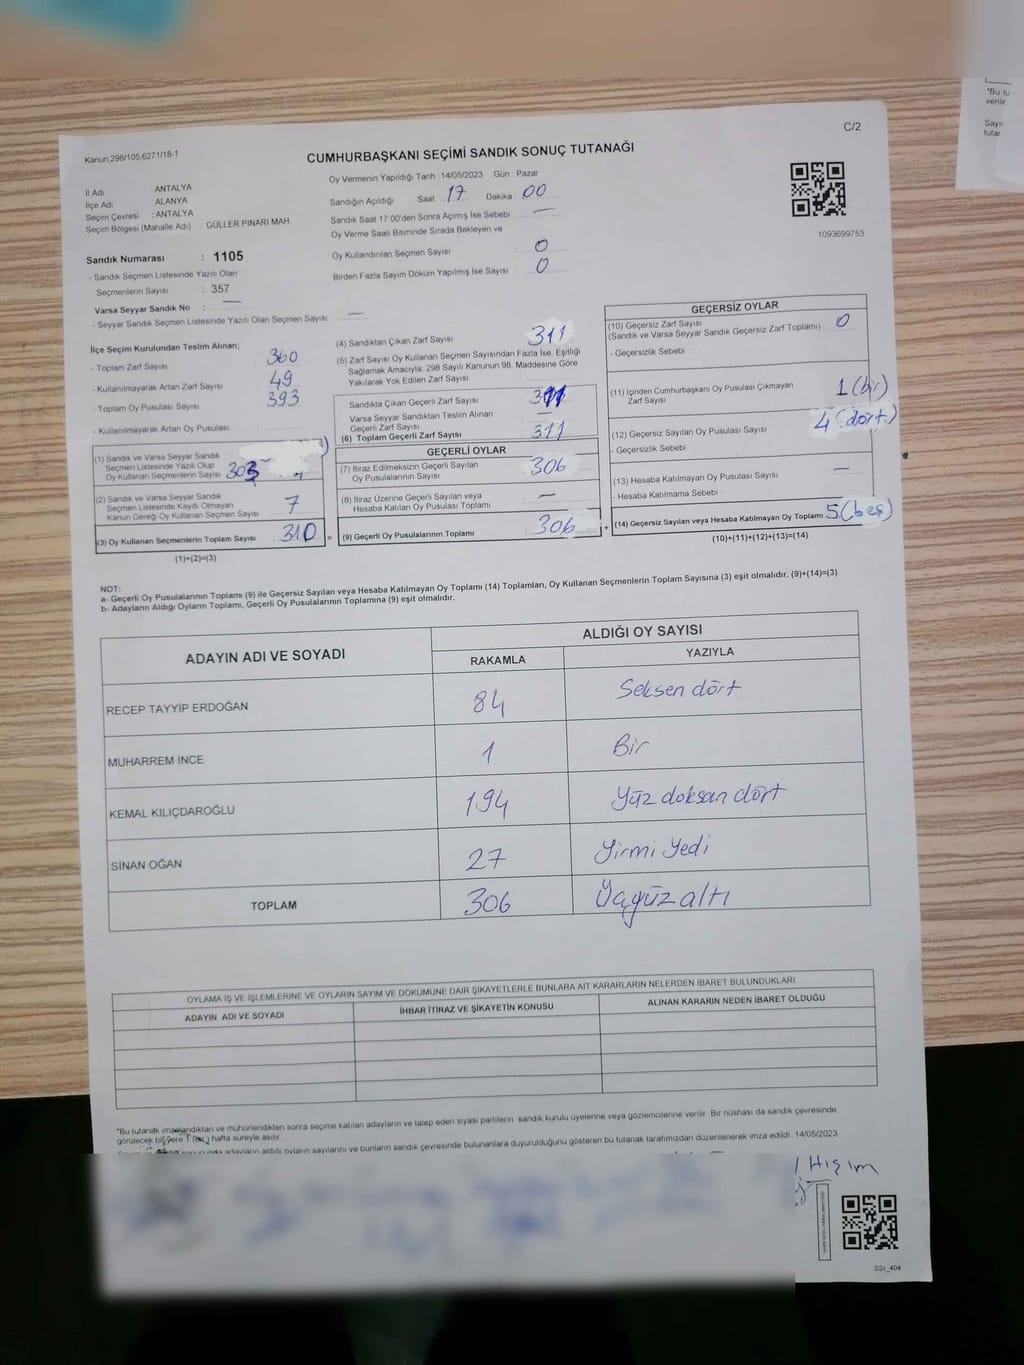 "Bu tu
verilir
Sayı
tutar
C/2
Kanun,298/105,6271/18-1
CUMHURBAŞKANI SEÇİMİ SANDIK SONUÇ TUTANAĞI
İl Adı ANTALYA
İlçe Adı ALANYA
Seçim Çevresi : ANTALYA
Seçim Bölgesi (Mahalle Adı) : GÜLLER PINARI MAH.
Oy Vermenin Yapıldığı Tarih : 14/05/2023 Gün : Pazar
Sandığın Açıldığı Saat 17 Dakika 00
Sandık Saat 17:00'den Sonra Açımış İse Sebebi —
Oy Verme Saati Bitiminde Sırada Bekleyen ve
Oy Kullandırılan Seçmen Sayısı 0
Birden Fazla Sayım Döküm Yapılmış İse Sayısı : 0
1093699753
Sandık Numarası : 1105
- Sandık Seçmen Listesinde Yazılı Olan
Seçmenlerin Sayısı : 357
Varsa Seyyar Sandık No : —
- Seyyar Sandık Seçmen Listesinde Yazılı Olan Seçmen Sayısı : —
İlçe Seçim Kurulundan Teslim Alınan;
- Toplam Zarf Sayısı 360
- Kullanılmayarak Artan Zarf Sayısı 49
- Toplam Oy Pusulası Sayısı 393
- Kullanılmayarak Artan Oy Pusulası
(1) Sandık ve Varsa Seyyar Sandık
Seçmen Listesinde Yazılı Olup
Oy Kullanan Seçmenlerin Sayısı 303
(2) Sandık ve Varsa Seyyar Sandık
Seçmen Listesinde Kayıtlı Olmayan
Kanun Gereği Oy Kullanan Seçmen Sayısı 7
(3) Oy Kullanan Seçmenlerin Toplam Sayısı 310 =
(1)+(2)=(3)
(4) Sandıktan Çıkan Zarf Sayısı 311
(5) Zarf Sayısı Oy Kullanan Seçmen Sayısından Fazla İse, Eşitliği
Sağlamak Amacıyla; 298 Sayılı Kanunun 98. Maddesine Göre
Yakılarak Yok Edilen Zarf Sayısı :
Sandıkta Çıkan Geçerli Zarf Sayısı 311
Varsa Seyyar Sandıktan Teslim Alınan
Geçerli Zarf Sayısı —
(6) Toplam Geçerli Zarf Sayısı 311
GEÇERLİ OYLAR
(7) İtiraz Edilmeksizin Geçerli Sayılan
Oy Pusulasının Sayısı 306
(8) İtiraz Üzerine Geçerli Sayılan veya
Hesaba Katılan Oy Pusulası Toplamı —
(9) Geçerli Oy Pusulalarının Toplamı 306 +
GEÇERSİZ OYLAR
(10) Geçersiz Zarf Sayısı
(Sandık ve Varsa Seyyar Sandık Geçersiz Zarf Toplamı) 0
- Geçersizlik Sebebi :
(11) İçinden Cumhurbaşkanı Oy Pusulası Çıkmayan
Zarf Sayısı 1 (bir)
(12) Geçersiz Sayılan Oy Pusulası Sayısı 4 (dört)
- Geçersizlik Sebebi :
(13) Hesaba Katılmayan Oy Pusulası Sayısı —
- Hesaba Katılmama Sebebi
(14) Geçersiz Sayılan veya Hesaba Katılmayan Oy Toplamı 5 (beş)
(10)+(11)+(12)+(13)=(14)
NOT:
a- Geçerli Oy Pusulalarının Toplamı (9) ile Geçersiz Sayılan veya Hesaba Katılmayan Oy Toplamı (14) Toplamları, Oy Kullanan Seçmenlerin Toplam Sayısına (3) eşit olmalıdır. (9)+(14)=(3)
b- Adayların Aldığı Oyların Toplamı, Geçerli Oy Pusulalarının Toplamına (9) eşit olmalıdır.
ADAYIN ADI VE SOYADI
ALDIĞI OY SAYISI
RAKAMLA YAZIYLA
RECEP TAYYİP ERDOĞAN 84 Seksen dört
MUHARREM İNCE 1 Bir
KEMAL KILIÇDAROĞLU 194 Yüz doksan dört
SİNAN OĞAN 27 Yirmi Yedi
TOPLAM 306 Üçyüz altı
OYLAMA İŞ VE İŞLEMLERİNE VE OYLARIN SAYIM VE DÖKÜMÜNE DAİR ŞİKAYETLERLE BUNLARA AİT KARARLARIN NELERDEN İBARET BULUNDUKLARI
ADAYIN ADI VE SOYADI İHBAR İTİRAZ VE ŞİKAYETİN KONUSU ALINAN KARARIN NEDEN İBARET OLDUĞU
"Bu tutanak imzalandıktan ve mühürlendikten sonra seçime katılan adayların ve talep eden siyasi partilerin sandık kurulu üyelerine veya gözlemcilerine verilir. Bir nüshası da sandık çevresinde
görülecek bir yere 1 (bir) hafta süreyle asılır.
sonucunda adayların aldığı oyların sayılarını ve bunların sandık çevresinde bulunanlara duyurulduğunu gösteren bu tutanak tarafımızdan düzenlenerek imza edildi. 14/05/2023
SSI_404